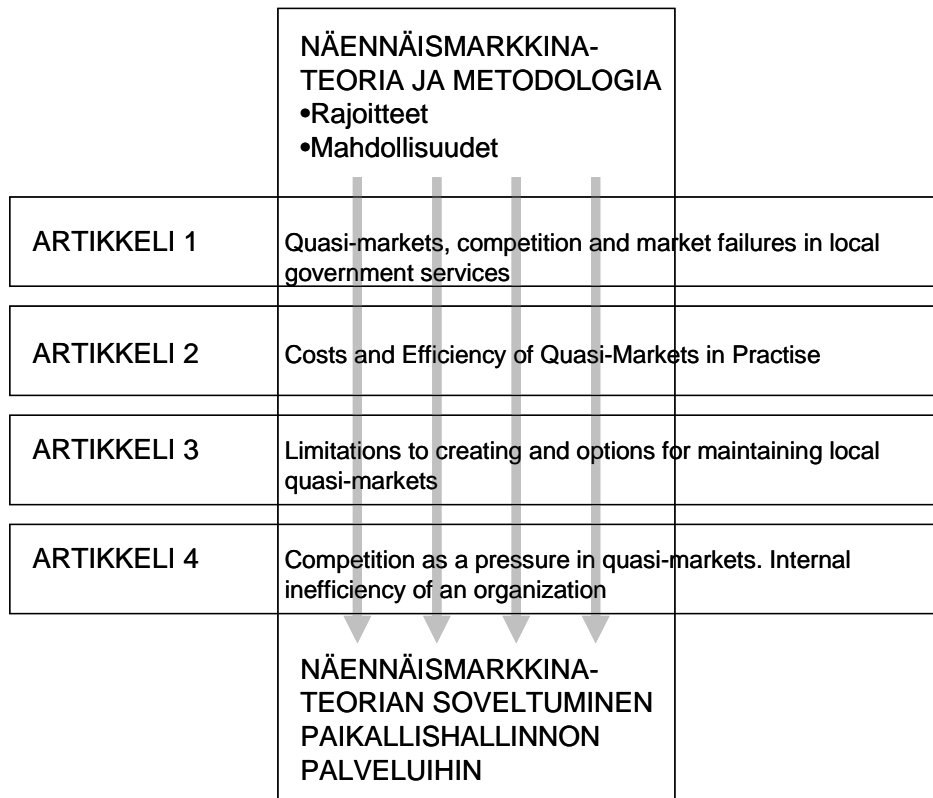 NÄENNÄISMARKKINA-
TEORIA JA METODOLOGIA
•Rajoitteet
•Mahdollisuudet
ARTIKKELI 1
Quasi-markets, competition and market failures in local
government services
ARTIKKELI 2
Costs and Efficiency of Quasi-Markets in Practise
ARTIKKELI 3
Limitations to creating and options for maintaining local
quasi-markets
ARTIKKELI 4
Competition as a pressure in quasi-markets. Internal
inefficiency of an organization
NÄENNÄISMARKKINA-
TEORIAN SOVELTUMINEN
PAIKALLISHALLINNON
PALVELUIHIN